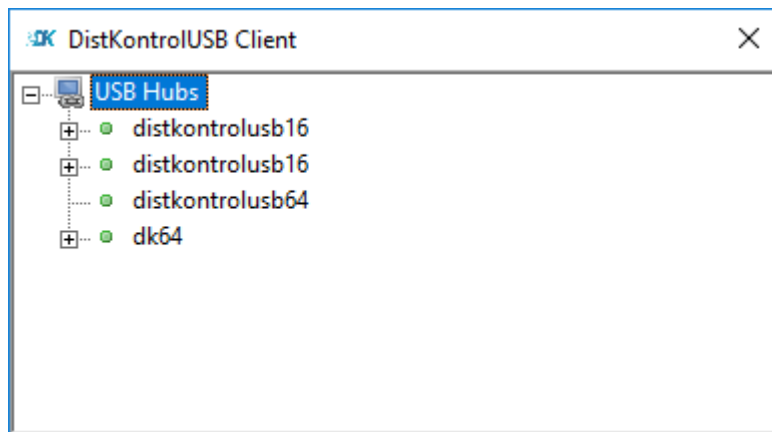 DK DistKontrolUSB Client
USB Hubs
distkontrolusb16
distkontrolusb16
distkontrolusb64
dk64